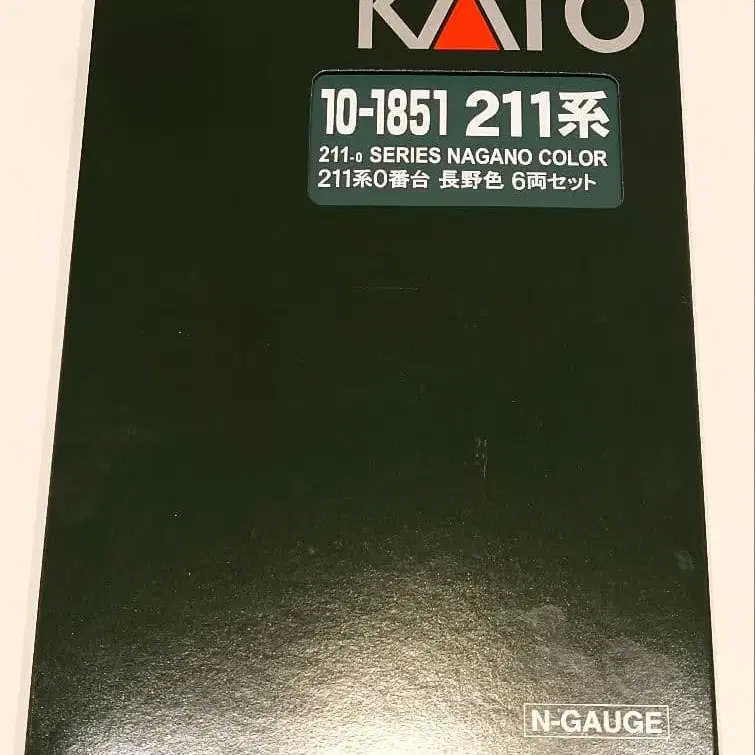 KATO
10-1851 211系
211-0 SERIES NAGANO COLOR
211系0番台 長野色 6両セット
N-GAUGE